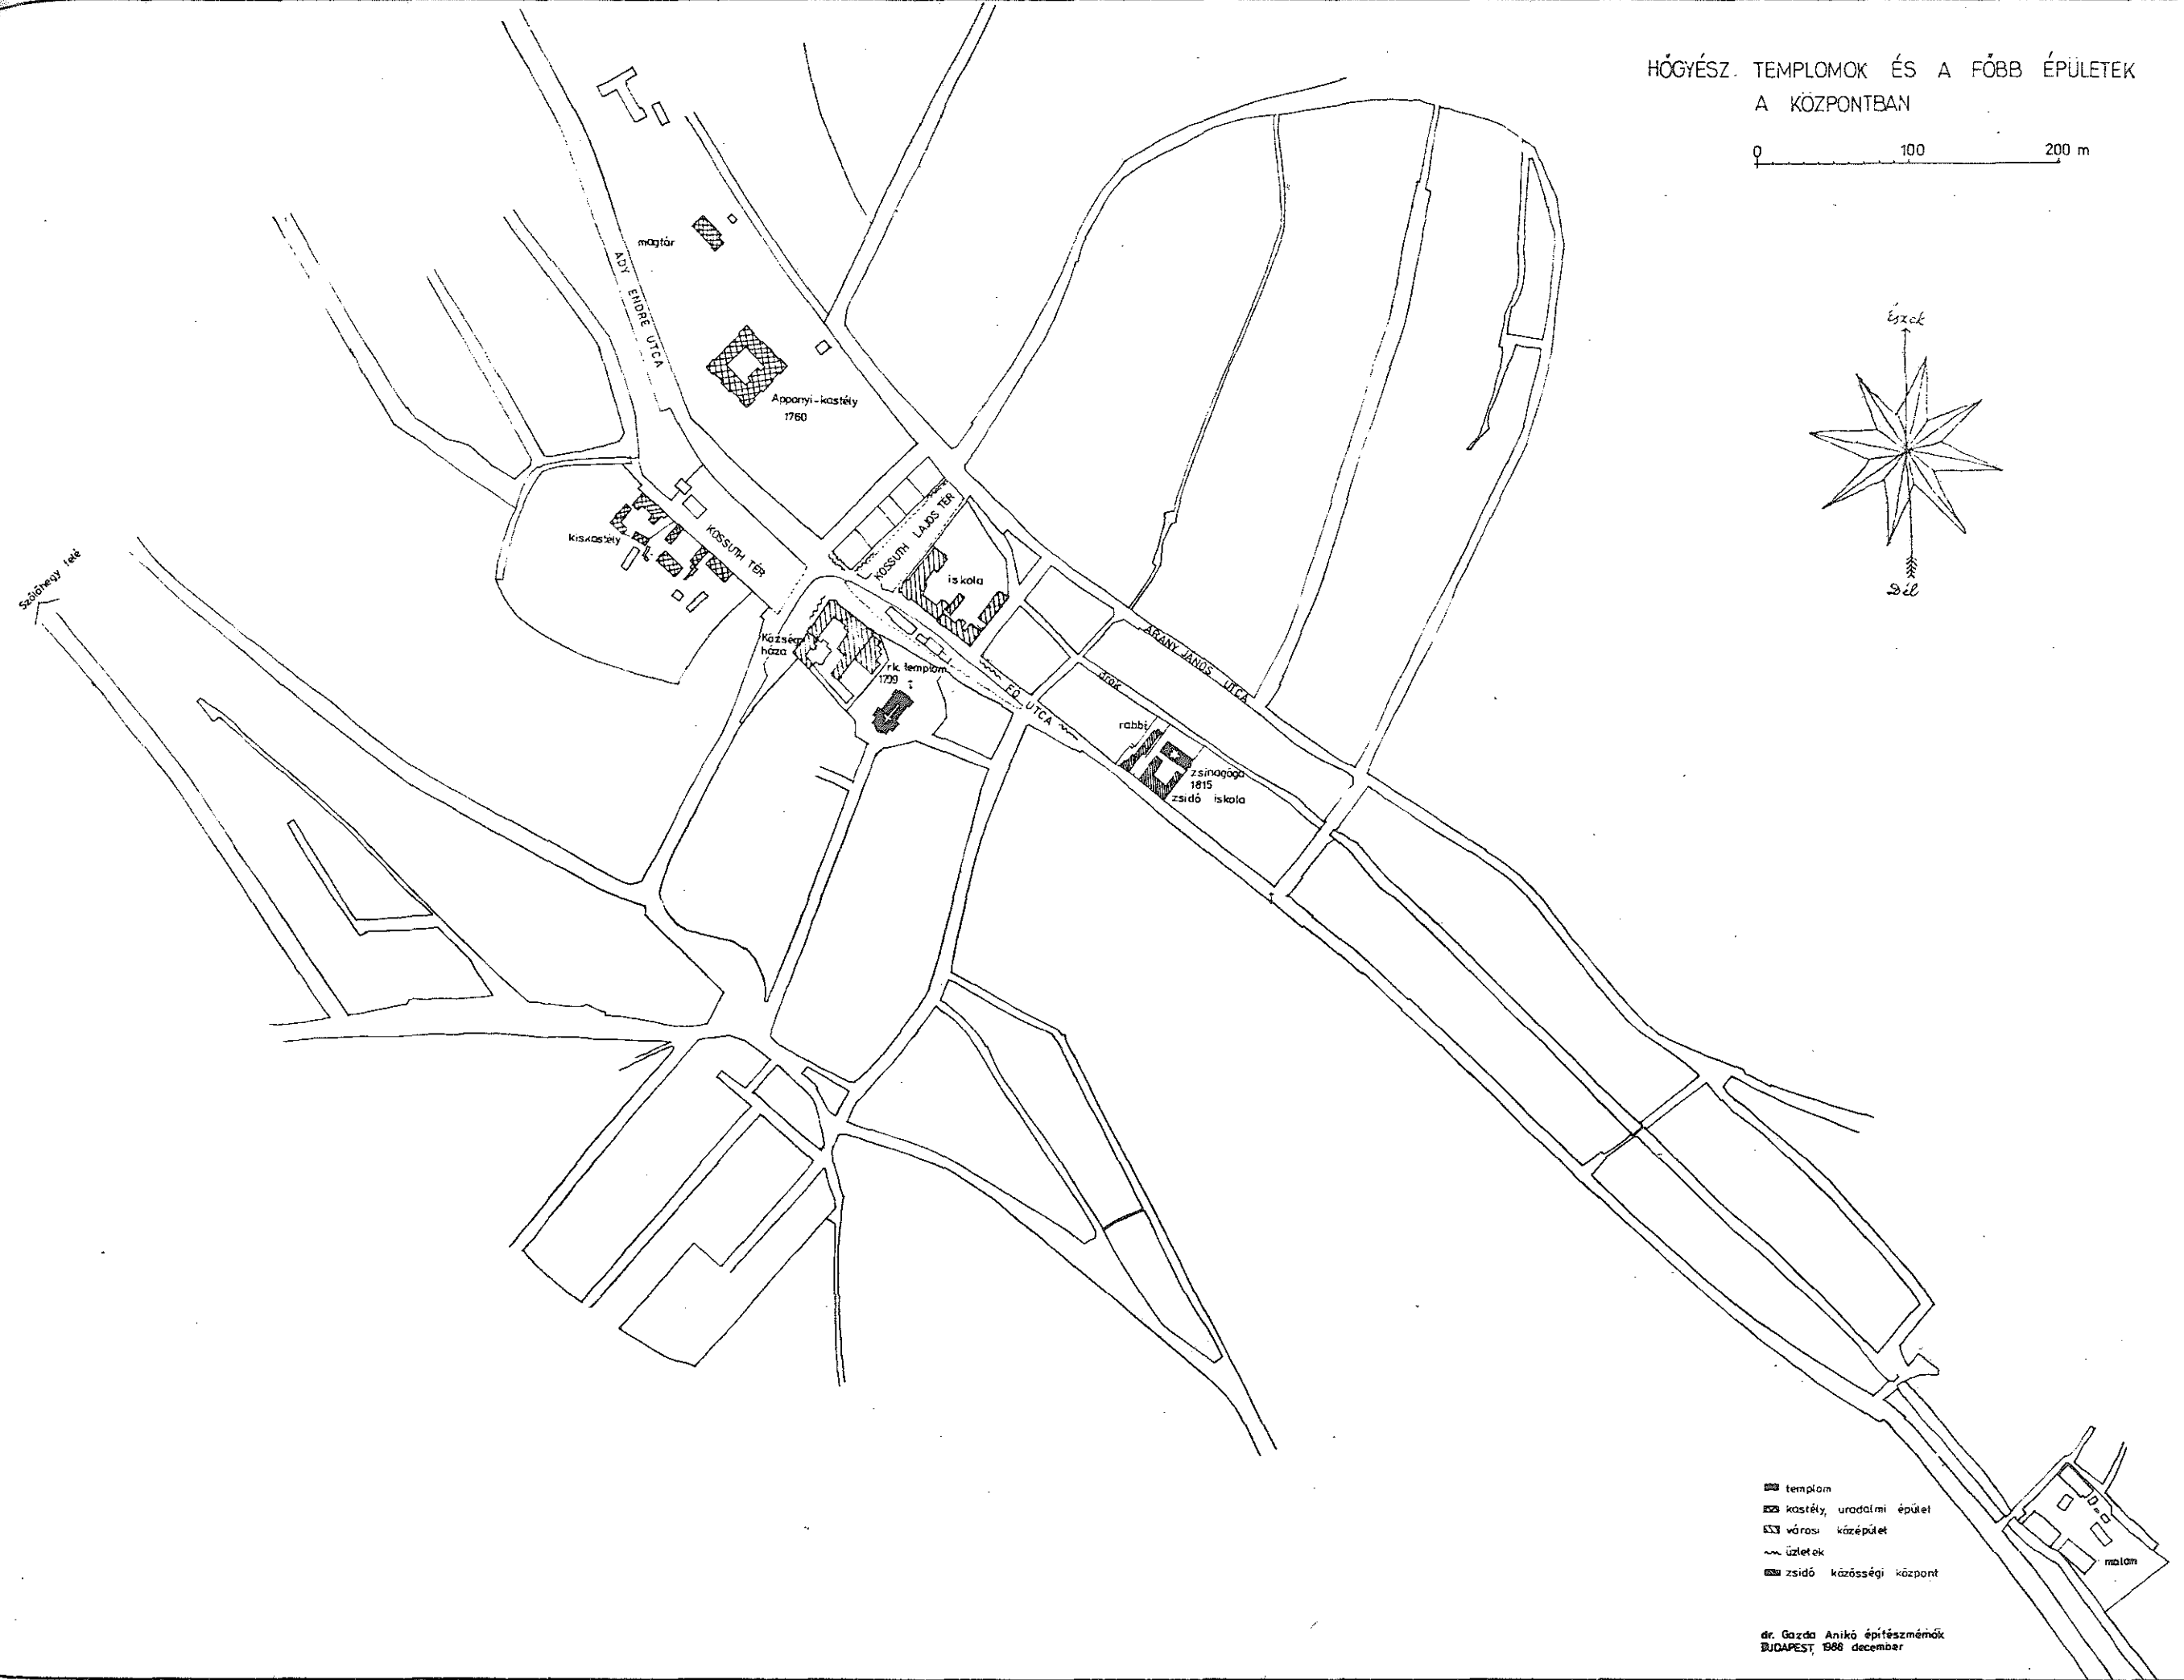 HŐGYÉSZ. TEMPLOMOK ÉS A FŐBB ÉPÜLETEK
A KÖZPONTBAN
0 100 200 m
magtár
ADY ENDRE UTCA
Észak
Apponyi-kastély
1760
KOSSUTH LAJOS TÉR
kiskastély
KOSSUTH TÉR
iskola
Dél
Szőlőhegy felé
Község
háza
rk. templom
1799
ARANY JÁNOS UTCA
árok
FŐ UTCA
rabbi
zsinagóga
1815
zsidó iskola
templom
kastély, uradalmi épület
városi középület
üzletek
zsidó közösségi központ
malom
dr. Gazda Anikó építészmérnök
BUDAPEST, 1986 december